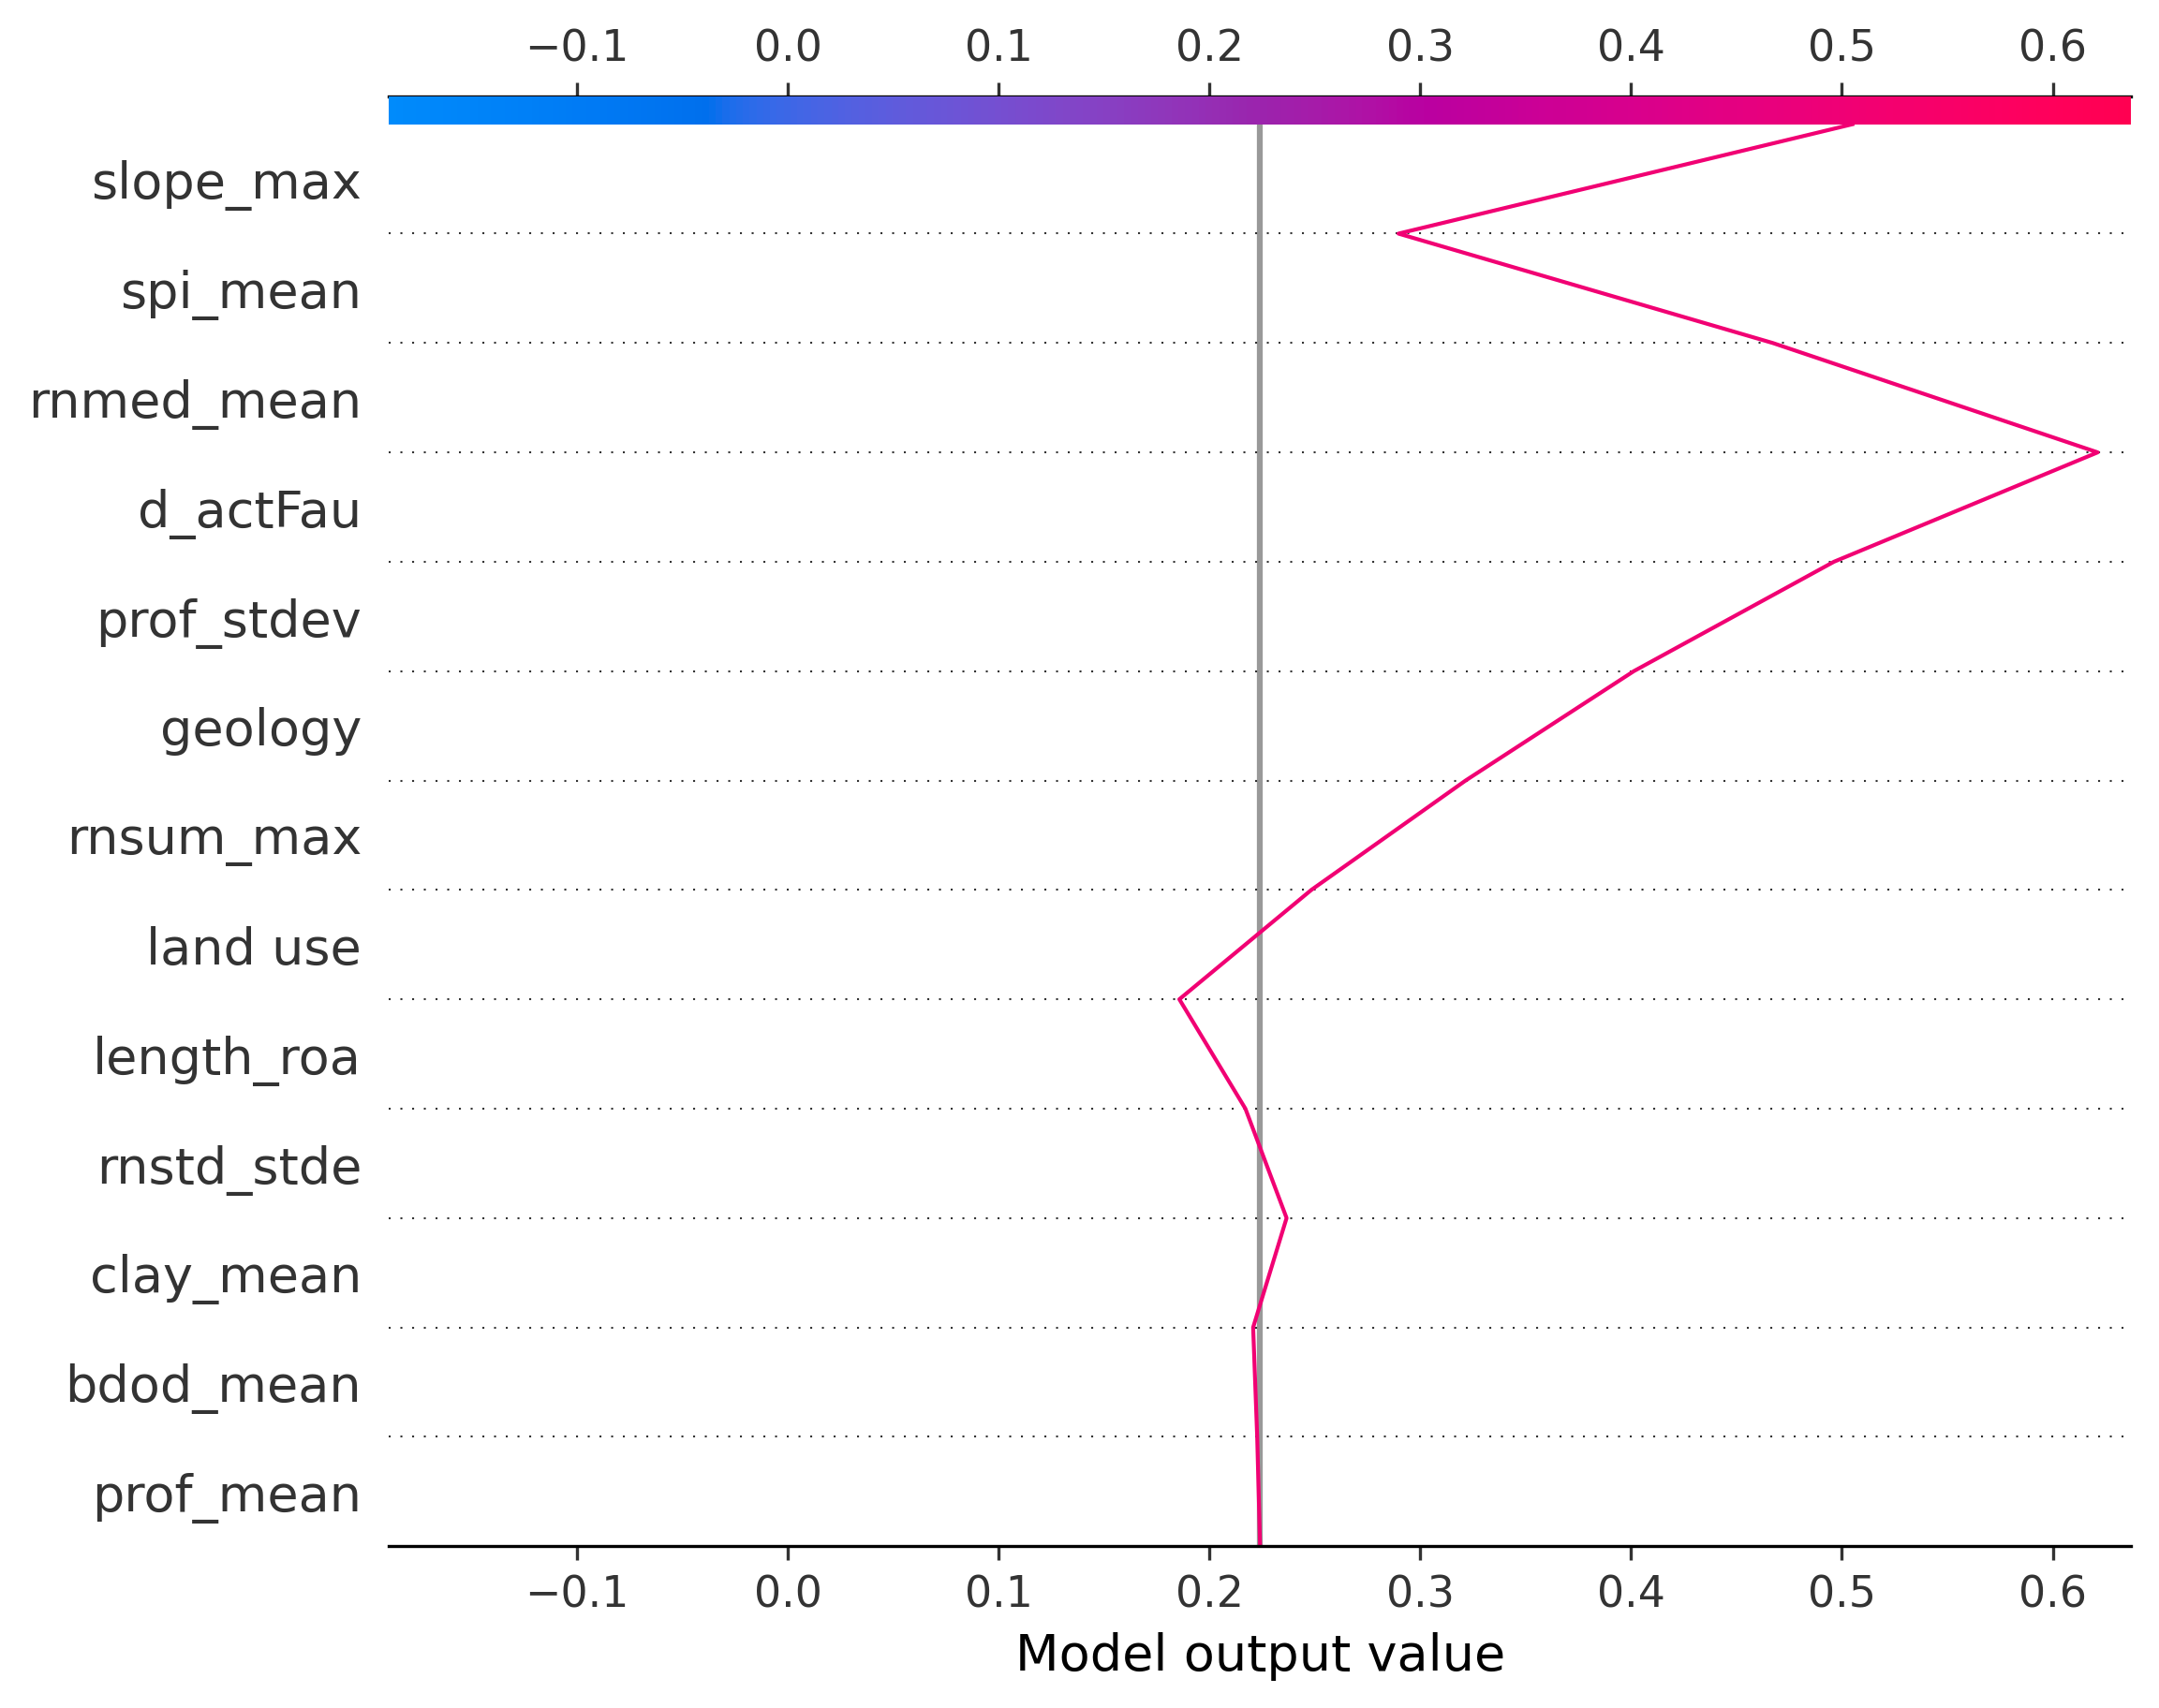 −0.1 0.0 0.1 0.2 0.3 0.4 0.5 0.6
slope_max
spi_mean
rnmed_mean
d_actFau
prof_stdev
geology
rnsum_max
land use
length_roa
rnstd_stde
clay_mean
bdod_mean
prof_mean
−0.1 0.0 0.1 0.2 0.3 0.4 0.5 0.6
Model output value